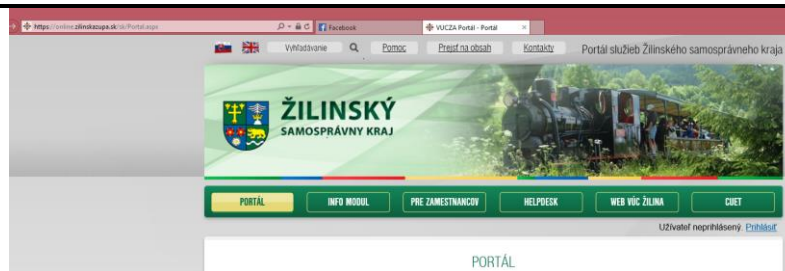 https://online.zilinskazupa.sk/sk/Portal.aspx
Facebook
VUCZA Portál - Portál
Vyhľadávanie
Pomoc
Prejsť na obsah
Kontakty
Portál služieb Žilinského samosprávneho kraja
ŽILINSKÝ
SAMOSPRÁVNY KRAJ
PORTÁL
INFO MODUL
PRE ZAMESTNANCOV
HELPDESK
WEB VÚC ŽILINA
CUET
Užívateľ neprihlásený. Prihlásiť
PORTÁL